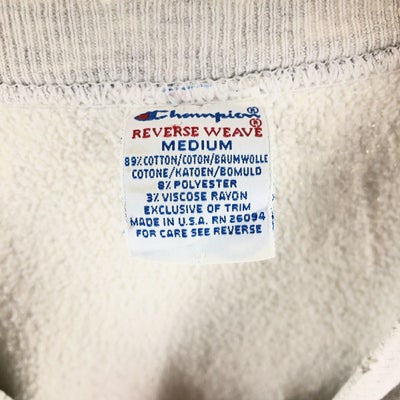 Champion®
REVERSE WEAVE®
MEDIUM
89% COTTON/COTON/BAUMWOLLE
COTONE/KATOEN/BOMULD
8% POLYESTER
3% VISCOSE RAYON
EXCLUSIVE OF TRIM
MADE IN U.S.A. RN 26094
FOR CARE SEE REVERSE